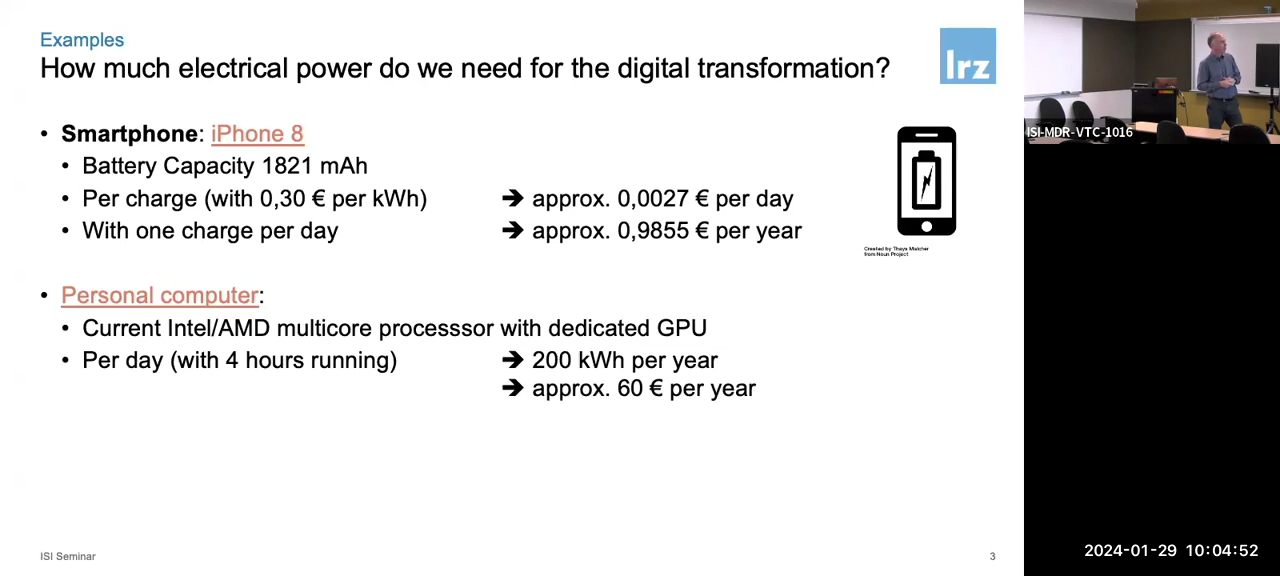 Examples
How much electrical power do we need for the digital transformation?
lrz
• Smartphone: iPhone 8
• Battery Capacity 1821 mAh
• Per charge (with 0,30 € per kWh) ➔ approx. 0,0027 € per day
• With one charge per day ➔ approx. 0,9855 € per year
Created by Thays Malcher
from Noun Project
• Personal computer:
• Current Intel/AMD multicore processsor with dedicated GPU
• Per day (with 4 hours running) ➔ 200 kWh per year
➔ approx. 60 € per year
ISI Seminar
3
ISI-MDR-VTC-1016
2024-01-29 10:04:52